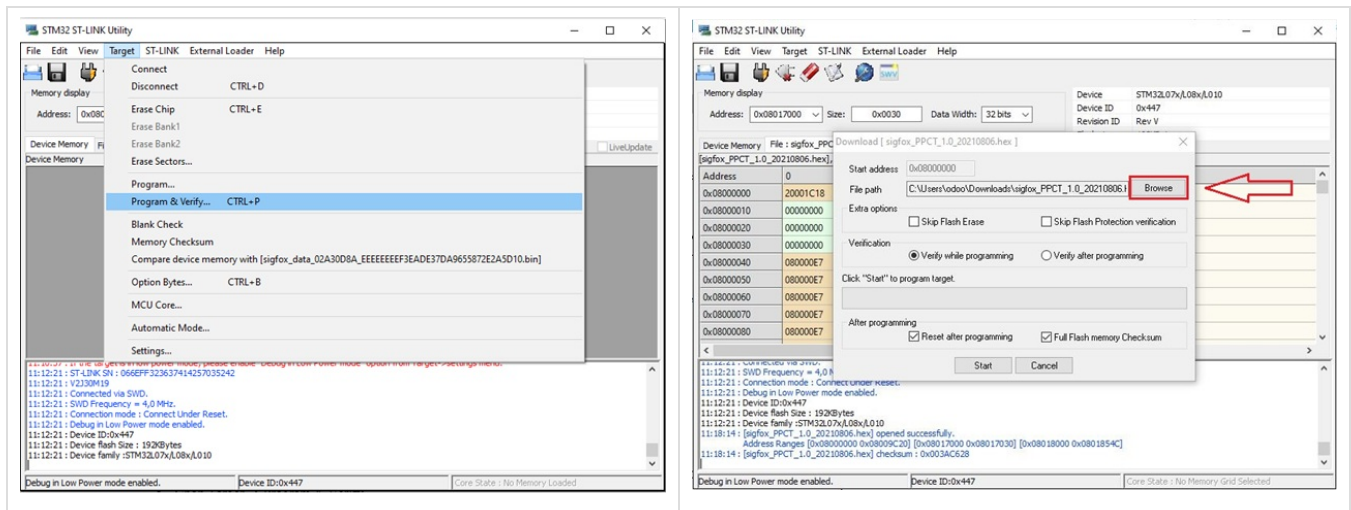 STM32 ST-LINK Utility
File Edit View Target ST-LINK External Loader Help
Connect
Disconnect CTRL+D
Memory display
Address: 0x080
Erase Chip CTRL+E
Erase Bank1
Erase Bank2
Device Memory
LiveUpdate
Device Memory
Erase Sectors...
Program...
Program & Verify... CTRL+P
Blank Check
Memory Checksum
Compare device memory with [sigfox_data_02A30D8A_EEEEEEEEF3EADE37DA9655872E2A5D10.bin]
Option Bytes... CTRL+B
MCU Core...
Automatic Mode...
Settings...
11:12:21 : ST-LINK SN : 066EFF323637414257035242
11:12:21 : V2J30M19
11:12:21 : Connected via SWD.
11:12:21 : SWD Frequency = 4,0 MHz.
11:12:21 : Connection mode : Connect Under Reset.
11:12:21 : Debug in Low Power mode enabled.
11:12:21 : Device ID:0x447
11:12:21 : Device flash Size : 192KBytes
11:12:21 : Device family :STM32L07x/L08x/L010
Debug in Low Power mode enabled. Device ID:0x447 Core State : No Memory Loaded
STM32 ST-LINK Utility
File Edit View Target ST-LINK External Loader Help
SWV
Memory display
Address: 0x08017000 Size: 0x0030 Data Width: 32 bits
Device STM32L07x/L08x/L010
Device ID 0x447
Revision ID Rev V
Device Memory File : sigfox_PPC
LiveUpdate
[sigfox_PPCT_1.0_20210806.hex],
Address 0
0x08000000 20001C18
0x08000010 00000000
0x08000020 00000000
0x08000030 00000000
0x08000040 080000E7
0x08000050 080000E7
0x08000060 080000E7
0x08000070 080000E7
0x08000080 080000E7
Download [ sigfox_PPCT_1.0_20210806.hex ]
Start address 0x08000000
File path C:\Users\odoo\Downloads\sigfox_PPCT_1.0_20210806.h Browse
Extra options
Skip Flash Erase Skip Flash Protection verification
Verification
Verify while programming Verify after programming
Click "Start" to program target.
After programming
Reset after programming Full Flash memory Checksum
Start Cancel
11:12:21 : Connected via SWD.
11:12:21 : SWD Frequency = 4,0 M
11:12:21 : Connection mode : Connect Under Reset.
11:12:21 : Debug in Low Power mode enabled.
11:12:21 : Device ID:0x447
11:12:21 : Device flash Size : 192KBytes
11:12:21 : Device family :STM32L07x/L08x/L010
11:18:14 : [sigfox_PPCT_1.0_20210806.hex] opened successfully.
Address Ranges [0x08000000 0x08009C20] [0x08017000 0x08017030] [0x08018000 0x0801854C]
11:18:14 : [sigfox_PPCT_1.0_20210806.hex] checksum : 0x003AC628
Debug in Low Power mode enabled. Device ID:0x447 Core State : No Memory Grid Selected